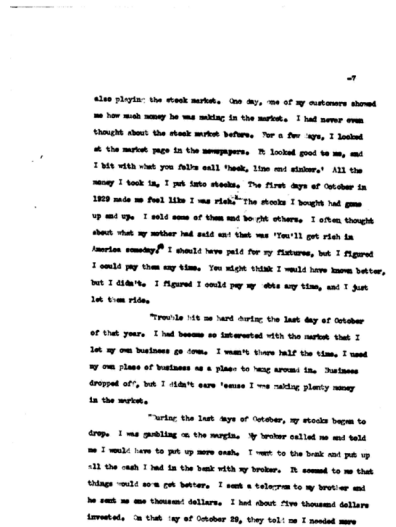 -7
also playing the stock market. One day, one of my customers showed
me how much money he was making in the market. I had never even
thought about the stock market before. For a few days, I looked
at the market page in the newspapers. It looked good to me, and
I bit with what you folks call 'hook, line and sinker.' All the
money I took in, I put into stocks. The first days of October in
1929 made me feel like I was rich. The stocks I bought had gone
up and up. I sold some of them and bought others. I often thought
about what my mother had said and that was 'You'll get rich in
America someday.' I should have paid for my fixtures, but I figured
I could pay them any time. You might think I would have known better,
but I didn't. I figured I could pay my debts any time, and I just
let them ride.
"Trouble hit me hard during the last day of October
of that year. I had become so interested with the market that I
let my own business go down. I wasn't there half the time. I used
my own place of business as a place to hang around in. Business
dropped off, but I didn't care 'cause I was making plenty money
in the market.
"During the last days of October, my stocks began to
drop. I was gambling on the margin. My broker called me and told
me I would have to put up more cash. I went to the bank and put up
all the cash I had in the bank with my broker. It seemed to me that
things would soon get better. I sent a telegram to my brother and
he sent me one thousand dollars. I had about five thousand dollars
invested. On that day of October 29, they told me I needed more